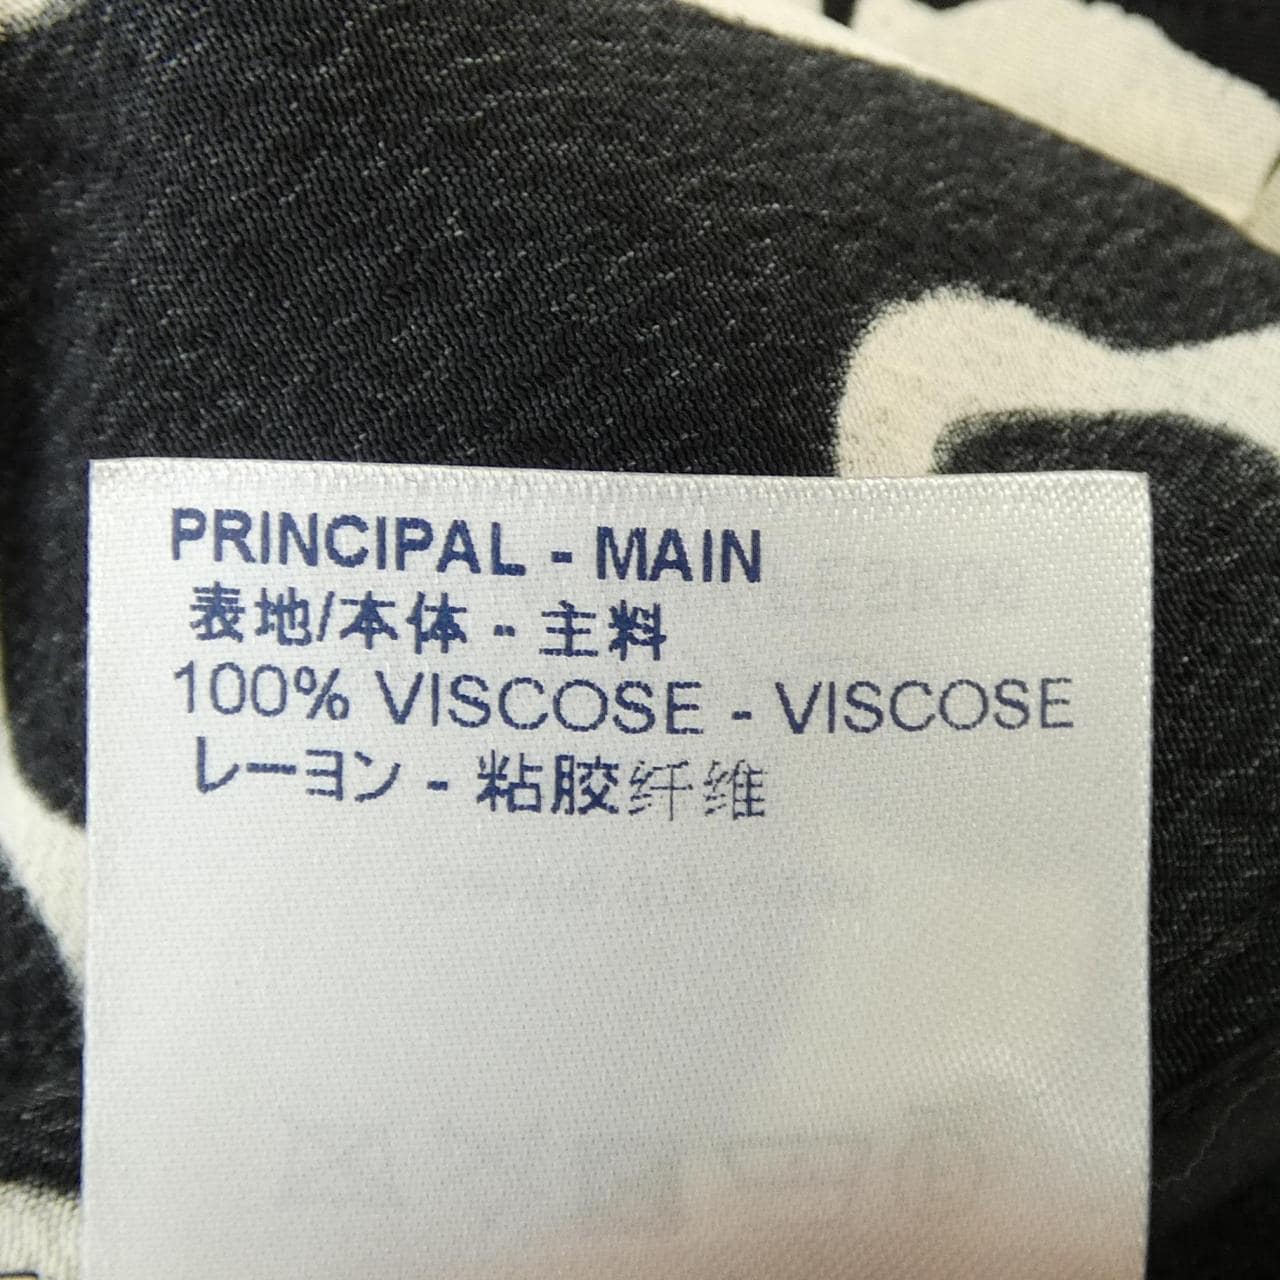 PRINCIPAL - MAIN
表地/本体 - 主料
100% VISCOSE - VISCOSE
レーヨン - 粘胶纤维